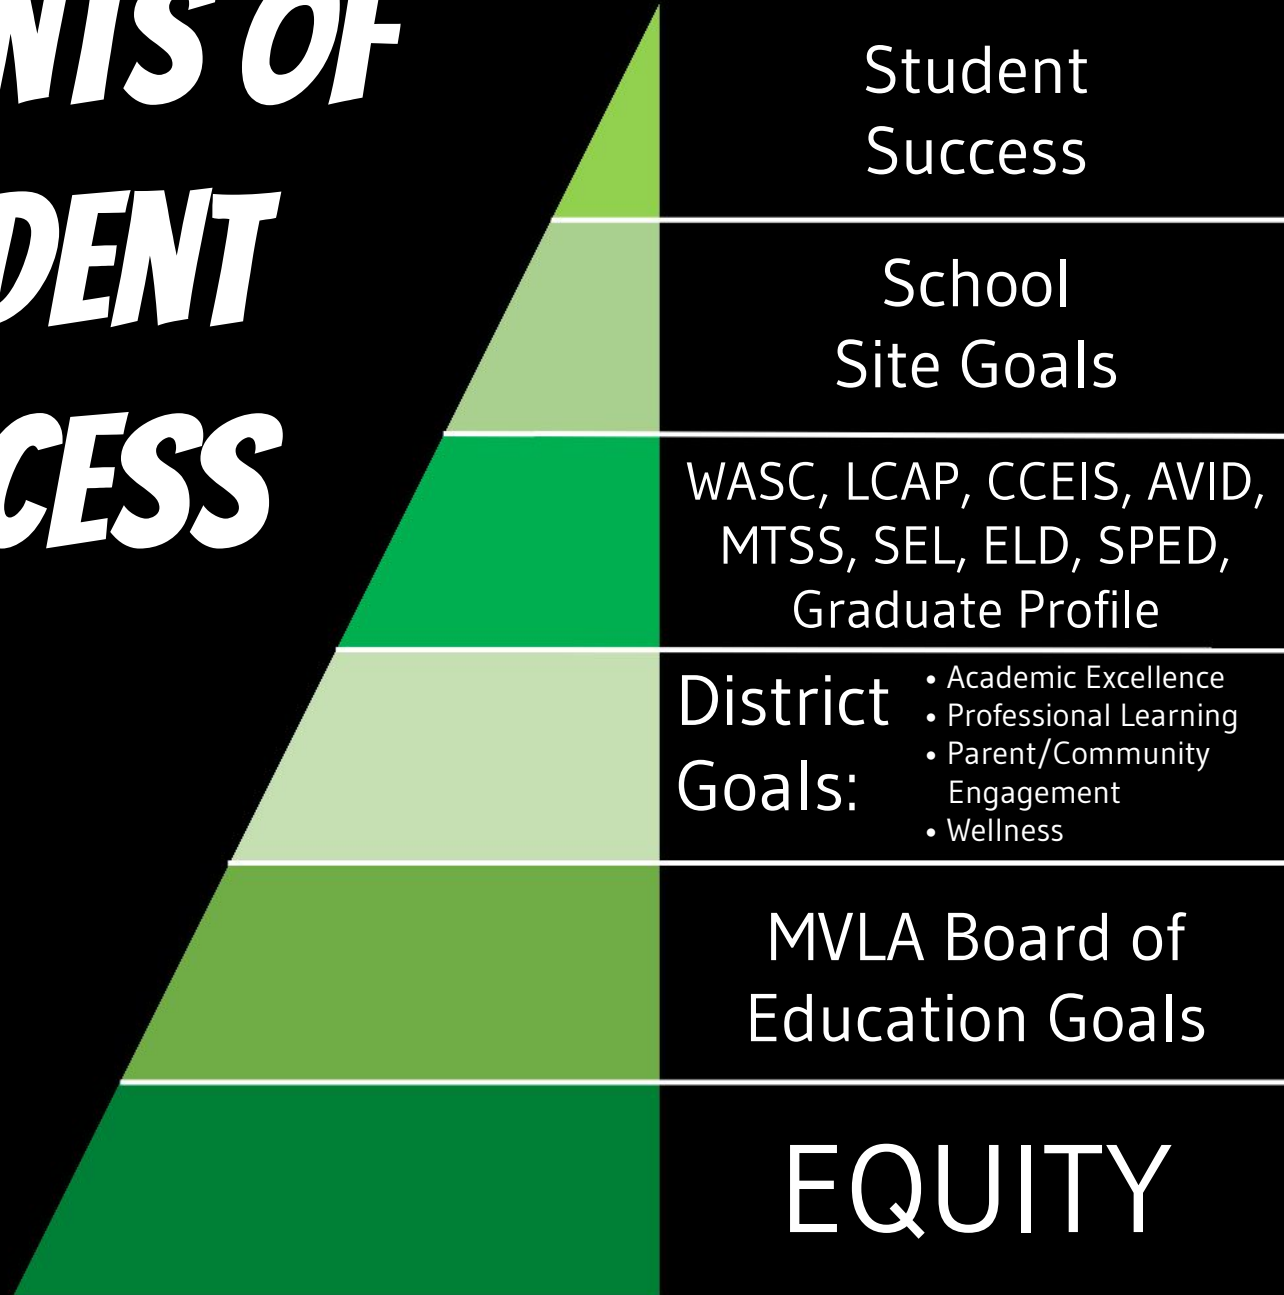 NTS OF
DENT
CESS
Student
Success
School
Site Goals
WASC, LCAP, CCEIS, AVID,
MTSS, SEL, ELD, SPED,
Graduate Profile
District
Goals:
• Academic Excellence
• Professional Learning
• Parent/Community
Engagement
• Wellness
MVLA Board of
Education Goals
EQUITY